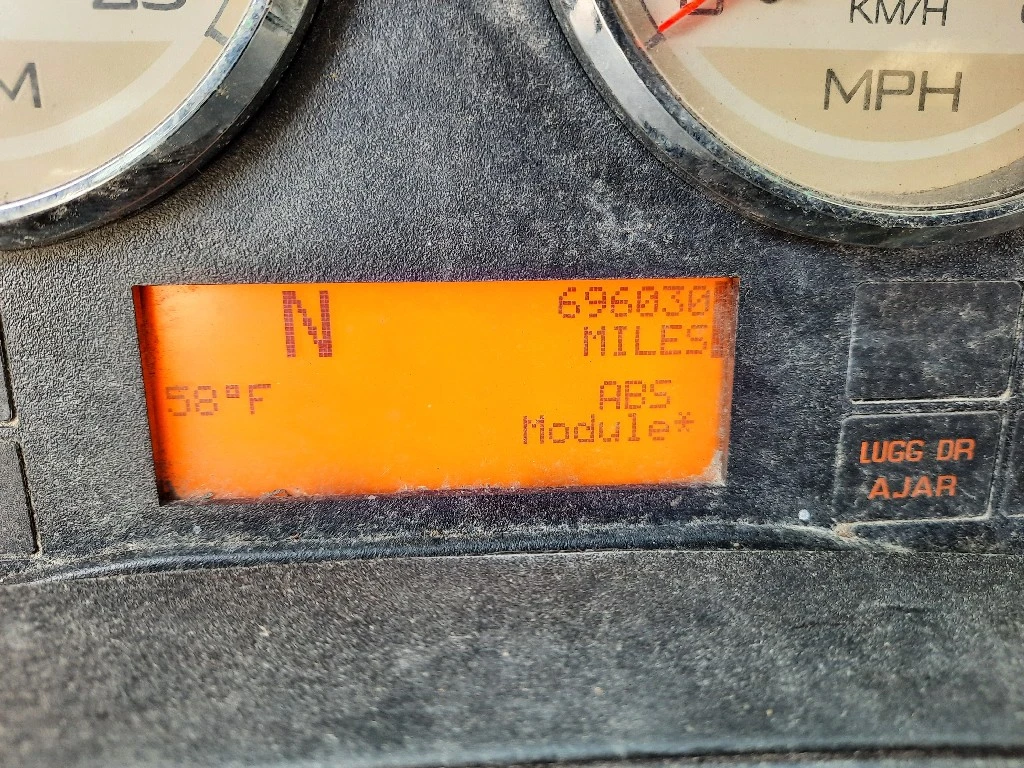 KM/H
MPH
N
696030
MILES
58°F
ABS
Module*
LUGG DR
AJAR